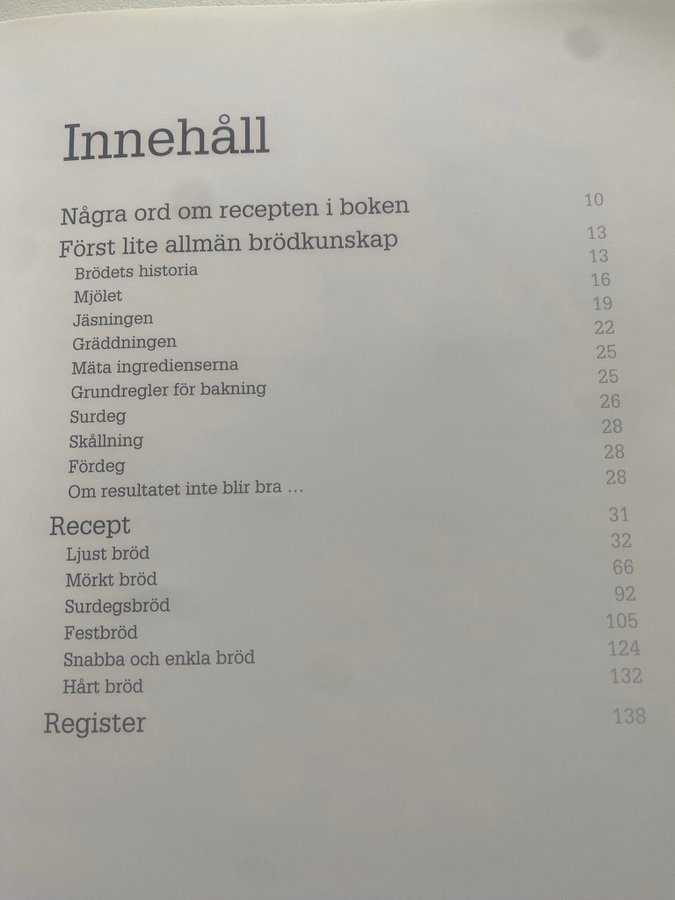 Innehåll
Några ord om recepten i boken 10
Först lite allmän brödkunskap 13
Brödets historia 13
Mjölet 16
Jäsningen 19
Gräddningen 22
Mäta ingredienserna 25
Grundregler för bakning 25
Surdeg 26
Skållning 28
Fördeg 28
Om resultatet inte blir bra ... 28
Recept 31
Ljust bröd 32
Mörkt bröd 66
Surdegsbröd 92
Festbröd 105
Snabba och enkla bröd 124
Hårt bröd 132
Register 138